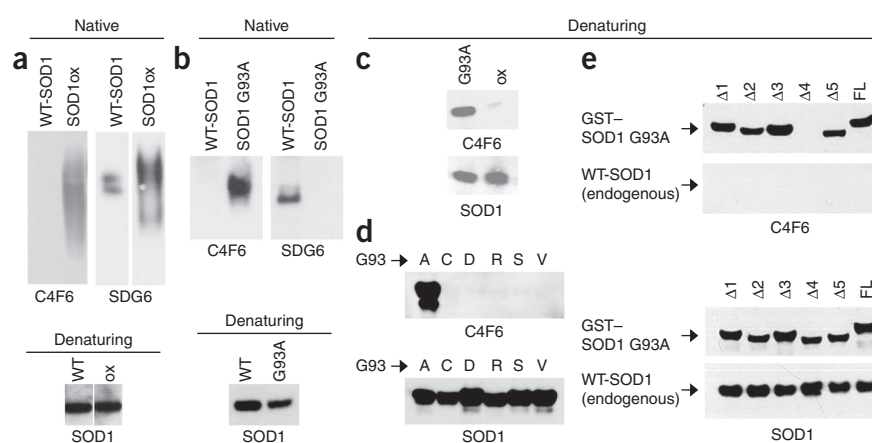 Native
a
WT-SOD1
SOD1ox
WT-SOD1
SOD1ox
C4F6
SDG6
Denaturing
WT
ox
SOD1
Native
b
WT-SOD1
SOD1 G93A
WT-SOD1
SOD1 G93A
C4F6
SDG6
Denaturing
WT
G93A
SOD1
Denaturing
c
G93A
ox
C4F6
SOD1
d
G93 A C D R S V
C4F6
G93 A C D R S V
SOD1
e
Δ1 Δ2 Δ3 Δ4 Δ5 FL
GST–
SOD1 G93A
WT-SOD1
(endogenous)
C4F6
Δ1 Δ2 Δ3 Δ4 Δ5 FL
GST–
SOD1 G93A
WT-SOD1
(endogenous)
SOD1